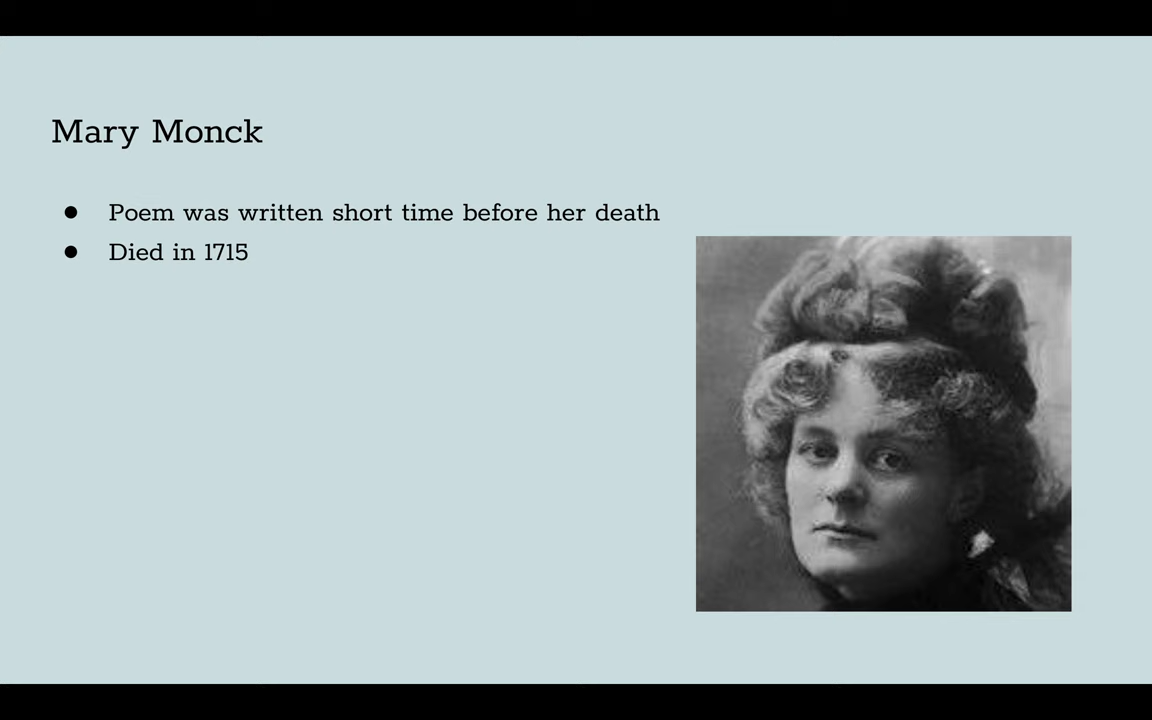 Mary Monck
● Poem was written short time before her death
● Died in 1715